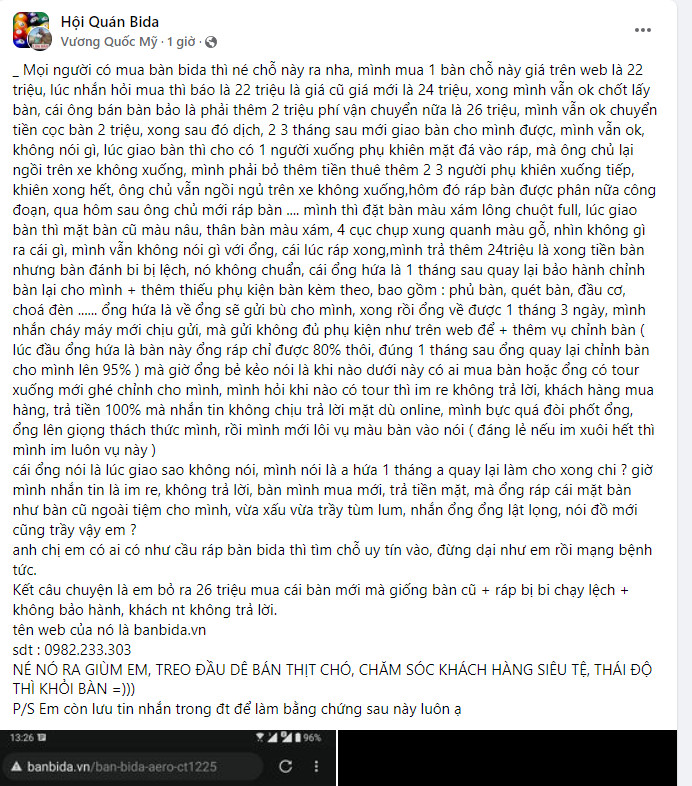 Hội Quán Bida
Vương Quốc Mỹ · 1 giờ ·
_ Mọi người có mua bàn bida thì né chỗ này ra nha, mình mua 1 bàn chỗ này giá trên web là 22
triệu, lúc nhắn hỏi mua thì báo là 22 triệu là giá cũ giá mới là 24 triệu, xong mình vẫn ok chốt lấy
bàn, cái ông bán bàn bảo là phải thêm 2 triệu phí vận chuyển nữa là 26 triệu, mình vẫn ok chuyển
tiền cọc bàn 2 triệu, xong sau đó dịch, 2 3 tháng sau mới giao bàn cho mình được, mình vẫn ok,
không nói gì, lúc giao bàn thì cho có 1 người xuống phụ khiên mặt đá vào ráp, mà ông chủ lại
ngồi trên xe không xuống, mình phải bỏ thêm tiền thuê thêm 2 3 người phụ khiên xuống tiếp,
khiên xong hết, ông chủ vẫn ngồi ngủ trên xe không xuống,hôm đó ráp bàn được phân nữa công
đoạn, qua hôm sau ông chủ mới ráp bàn .... mình thì đặt bàn màu xám lông chuột full, lúc giao
bàn thì mặt bàn cũ màu nâu, thân bàn màu xám, 4 cục chụp xung quanh màu gỗ, nhìn không gì
ra cái gì, mình vẫn không nói gì với ổng, cái lúc ráp xong,mình trả thêm 24triệu là xong tiền bàn
nhưng bàn đánh bi bị lệch, nó không chuẩn, cái ổng hứa là 1 tháng sau quay lại bảo hành chỉnh
bàn lại cho mình + thêm thiếu phụ kiện bàn kèm theo, bao gồm : phủ bàn, quét bàn, đầu cơ,
choá đèn ...... ổng hứa là về ổng sẽ gửi bù cho mình, xong rồi ổng về được 1 tháng 3 ngày, mình
nhắn cháy máy mới chịu gửi, mà gửi không đủ phụ kiện như trên web để + thêm vụ chỉnh bàn (
lúc đầu ổng hứa là bàn này ổng ráp chỉ được 80% thôi, đúng 1 tháng sau ổng quay lại chỉnh bàn
cho mình lên 95% ) mà giờ ổng bẻ kẻo nói là khi nào dưới này có ai mua bàn hoặc ổng có tour
xuống mới ghé chỉnh cho mình, mình hỏi khi nào có tour thì im re không trả lời, khách hàng mua
hàng, trả tiền 100% mà nhắn tin không chịu trả lời mặt dù online, mình bực quá đòi phốt ổng,
ổng lên giọng thách thức mình, rồi mình mới lôi vụ màu bàn vào nói ( đáng lẻ nếu im xuôi hết thì
mình im luôn vụ này )
cái ổng nói là lúc giao sao không nói, mình nói là a hứa 1 tháng a quay lại làm cho xong chi ? giờ
mình nhắn tin là im re, không trả lời, bàn mình mua mới, trả tiền mặt, mà ổng ráp cái mặt bàn
như bàn cũ ngoài tiệm cho mình, vừa xấu vừa trầy tùm lum, nhắn ổng ổng lật lọng, nói đồ mới
cũng trầy vậy em ?
anh chị em có ai có như cầu ráp bàn bida thì tìm chỗ uy tín vào, đừng dại như em rồi mạng bệnh
tức.
Kết câu chuyện là em bỏ ra 26 triệu mua cái bàn mới mà giống bàn cũ + ráp bị bi chạy lệch +
không bảo hành, khách nt không trả lời.
tên web của nó là banbida.vn
sdt : 0982.233.303
NÉ NÓ RA GIÙM EM, TREO ĐẦU DÊ BÁN THỊT CHÓ, CHĂM SÓC KHÁCH HÀNG SIÊU TỆ, THÁI ĐỘ
THÌ KHỎI BÀN =)))
P/S Em còn lưu tin nhắn trong đt để làm bằng chứng sau này luôn ạ
13:26 96%
banbida.vn/ban-bida-aero-ct1225